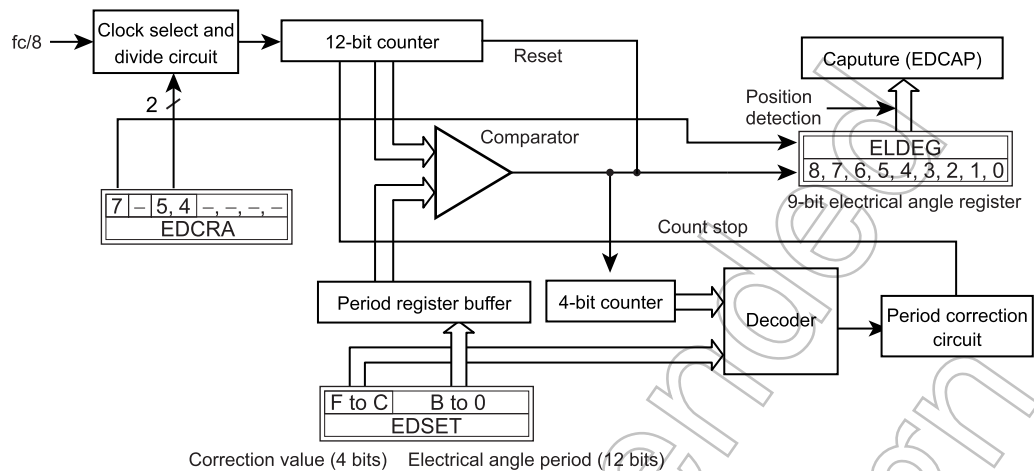 fc/8
Clock select and
divide circuit
12-bit counter
Reset
Caputure (EDCAP)
2
Position
detection
Comparator
ELDEG
8, 7, 6, 5, 4, 3, 2, 1, 0
9-bit electrical angle register
7 – 5, 4 –, –, –, –
EDCRA
Count stop
Period register buffer
4-bit counter
Decoder
Period correction
circuit
F to C B to 0
EDSET
Correction value (4 bits) Electrical angle period (12 bits)